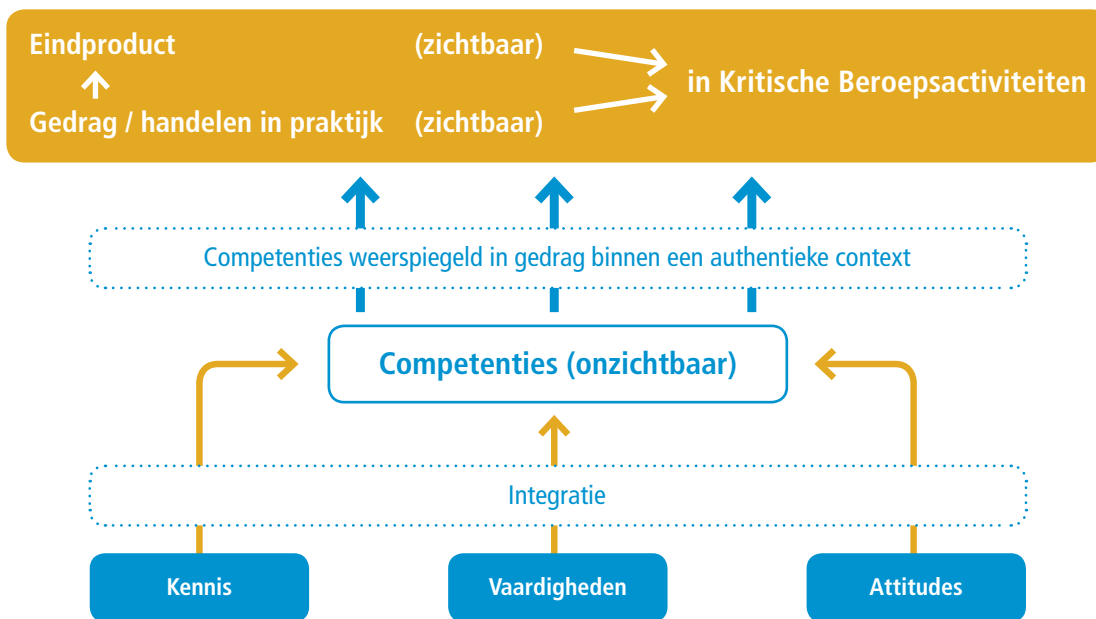 Eindproduct (zichtbaar)
in Kritische Beroepsactiviteiten
Gedrag / handelen in praktijk (zichtbaar)
Competenties weerspiegeld in gedrag binnen een authentieke context
Competenties (onzichtbaar)
Integratie
Kennis
Vaardigheden
Attitudes